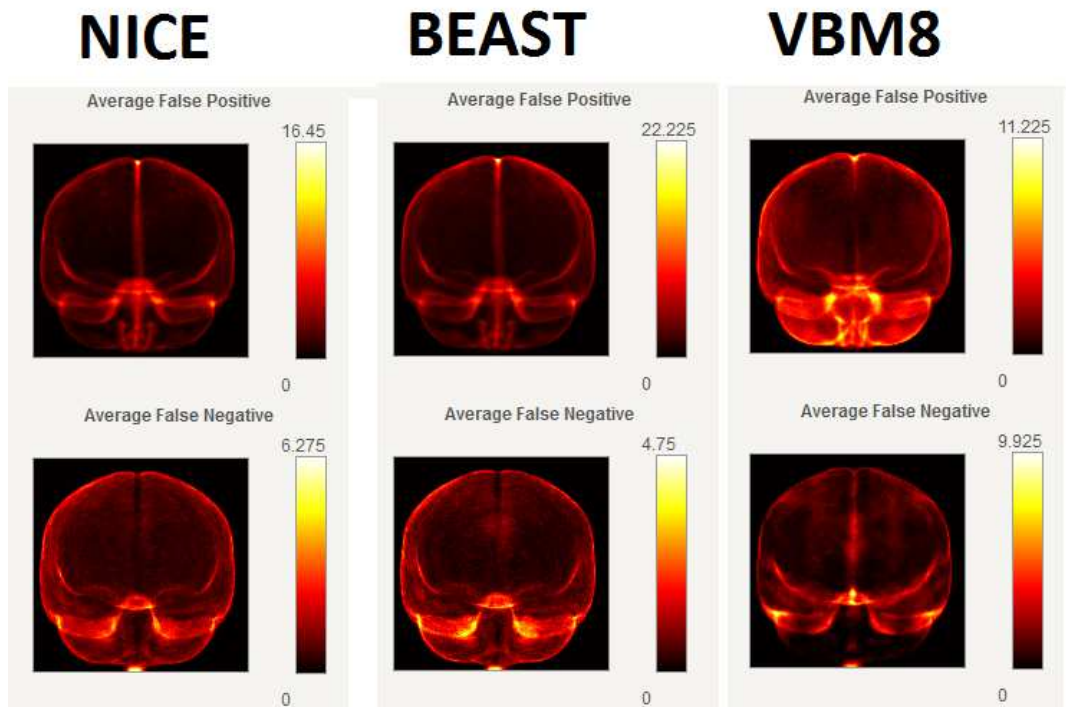 NICE BEAST VBM8
Average False Positive Average False Positive Average False Positive
16.45 22.225 11.225
0 0 0
Average False Negative Average False Negative Average False Negative
6.275 4.75 9.925
0 0 0